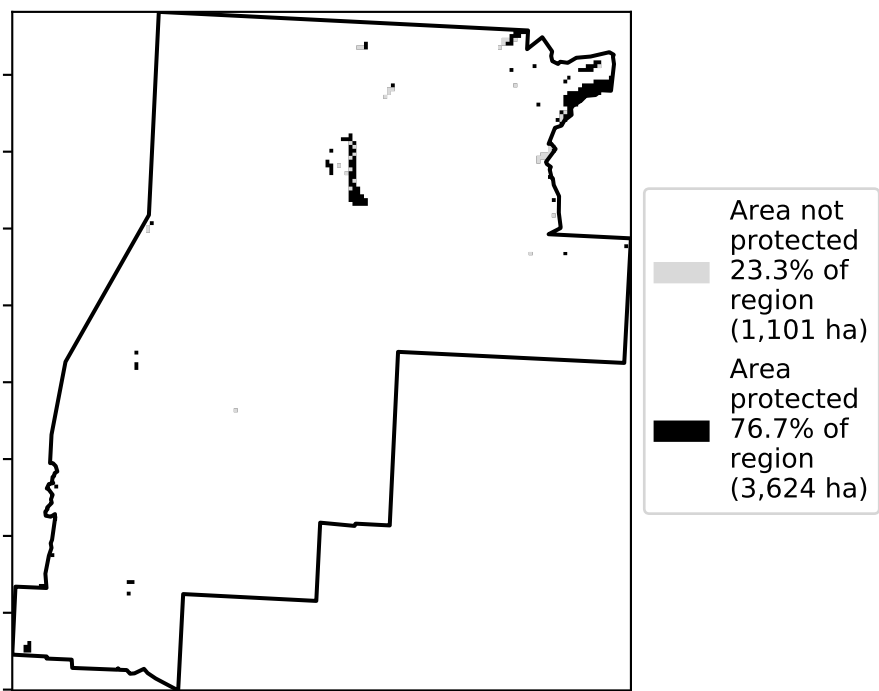 Area not
protected
23.3% of
region
(1,101 ha)
Area
protected
76.7% of
region
(3,624 ha)